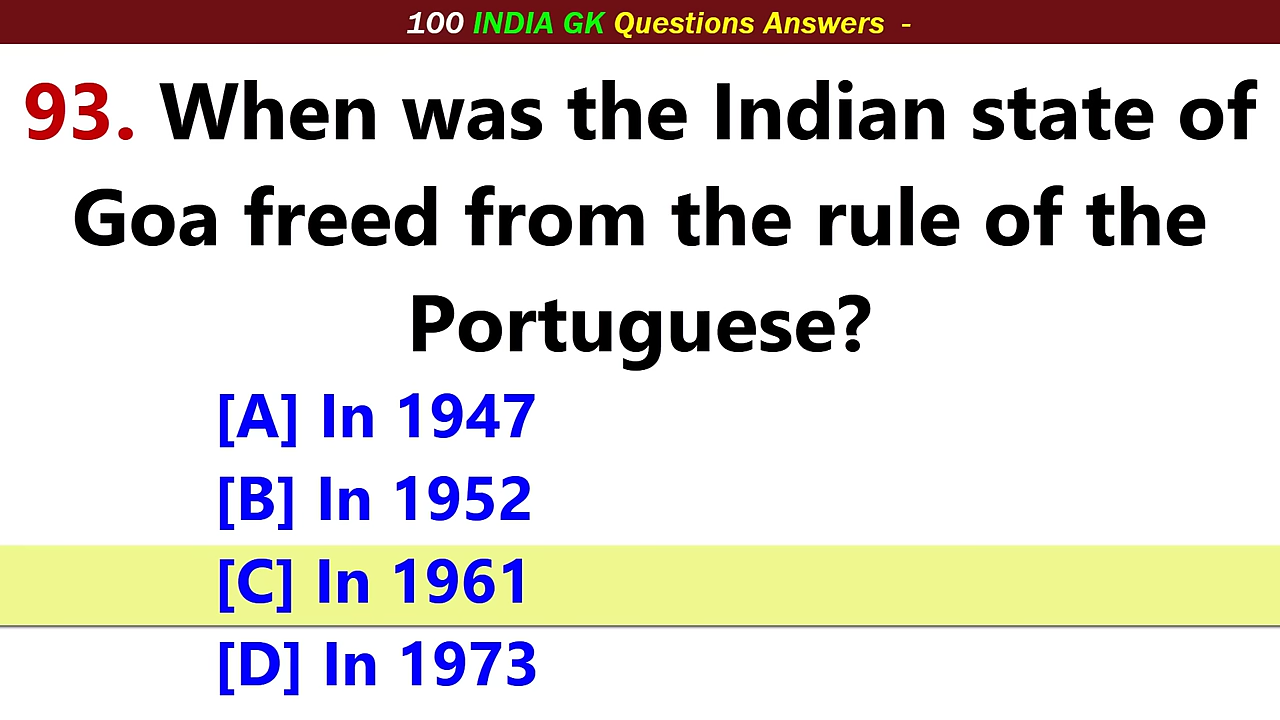 100 INDIA GK Questions Answers -
93. When was the Indian state of
Goa freed from the rule of the
Portuguese?
[A] In 1947
[B] In 1952
[C] In 1961
[D] In 1973